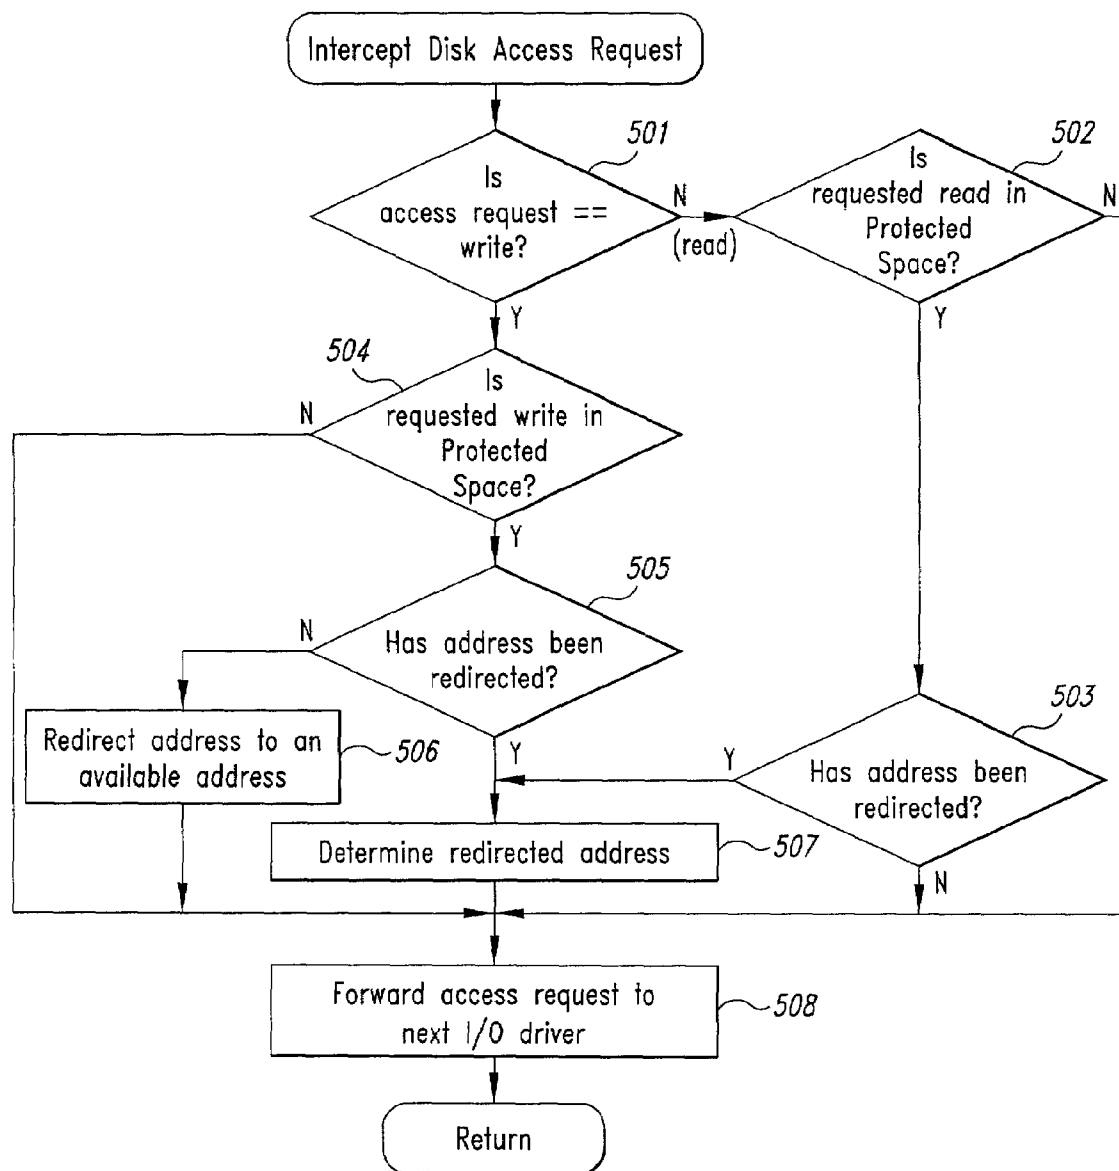 Intercept Disk Access Request
501
Is
access request ==
write?
N
(read)
Y
502
Is
requested read in
Protected
Space?
N
Y
504
Is
requested write in
Protected
Space?
N
Y
505
Has address been
redirected?
N
Y
503
Has address been
redirected?
Y
N
Redirect address to an
available address
506
Determine redirected address
507
Forward access request to
next I/O driver
508
Return